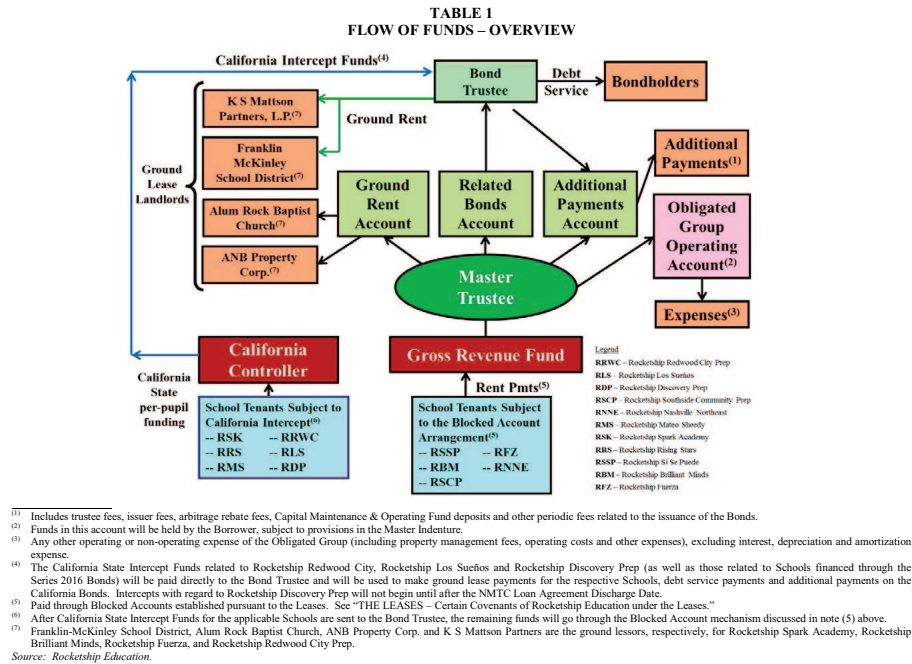 TABLE 1
FLOW OF FUNDS – OVERVIEW
California Intercept Funds(4)
Bond
Trustee
Debt
Service
Bondholders
K S Mattson
Partners, L.P.(7)
Ground Rent
Franklin
McKinley
School District(7)
Ground
Lease
Landlords
Alum Rock Baptist
Church(7)
ANB Property
Corp.(7)
Ground
Rent
Account
Related
Bonds
Account
Additional
Payments
Account
Additional
Payments(1)
Obligated
Group
Operating
Account(2)
Expenses(3)
Master
Trustee
California
Controller
Gross Revenue Fund
California
State
per-pupil
funding
Rent Pmts(5)
School Tenants Subject to
California Intercept(6)
-- RSK -- RRWC
-- RRS -- RLS
-- RMS -- RDP
School Tenants Subject
to the Blocked Account
Arrangement(5)
-- RSSP -- RFZ
-- RBM -- RNNE
-- RSCP
Legend
RRWC – Rocketship Redwood City Prep
RLS – Rocketship Los Sueños
RDP – Rocketship Discovery Prep
RSCP – Rocketship Southside Community Prep
RNNE – Rocketship Nashville Northeast
RMS – Rocketship Mateo Sheedy
RSK – Rocketship Spark Academy
RRS – Rocketship Rising Stars
RSSP – Rocketship Sí Se Puede
RBM – Rocketship Brilliant Minds
RFZ – Rocketship Fuerza
(1) Includes trustee fees, issuer fees, arbitrage rebate fees, Capital Maintenance & Operating Fund deposits and other periodic fees related to the issuance of the Bonds.
(2) Funds in this account will be held by the Borrower, subject to provisions in the Master Indenture.
(3) Any other operating or non-operating expense of the Obligated Group (including property management fees, operating costs and other expenses), excluding interest, depreciation and amortization
expense.
(4) The California State Intercept Funds related to Rocketship Redwood City, Rocketship Los Sueños and Rocketship Discovery Prep (as well as those related to Schools financed through the
Series 2016 Bonds) will be paid directly to the Bond Trustee and will be used to make ground lease payments for the respective Schools, debt service payments and additional payments on the
California Bonds. Intercepts with regard to Rocketship Discovery Prep will not begin until after the NMTC Loan Agreement Discharge Date.
(5) Paid through Blocked Accounts established pursuant to the Leases. See “THE LEASES – Certain Covenants of Rocketship Education under the Leases.”
(6) After California State Intercept Funds for the applicable Schools are sent to the Bond Trustee, the remaining funds will go through the Blocked Account mechanism discussed in note (5) above.
(7) Franklin-McKinley School District, Alum Rock Baptist Church, ANB Property Corp. and K S Mattson Partners are the ground lessors, respectively, for Rocketship Spark Academy, Rocketship
Brilliant Minds, Rocketship Fuerza, and Rocketship Redwood City Prep.
Source: Rocketship Education.